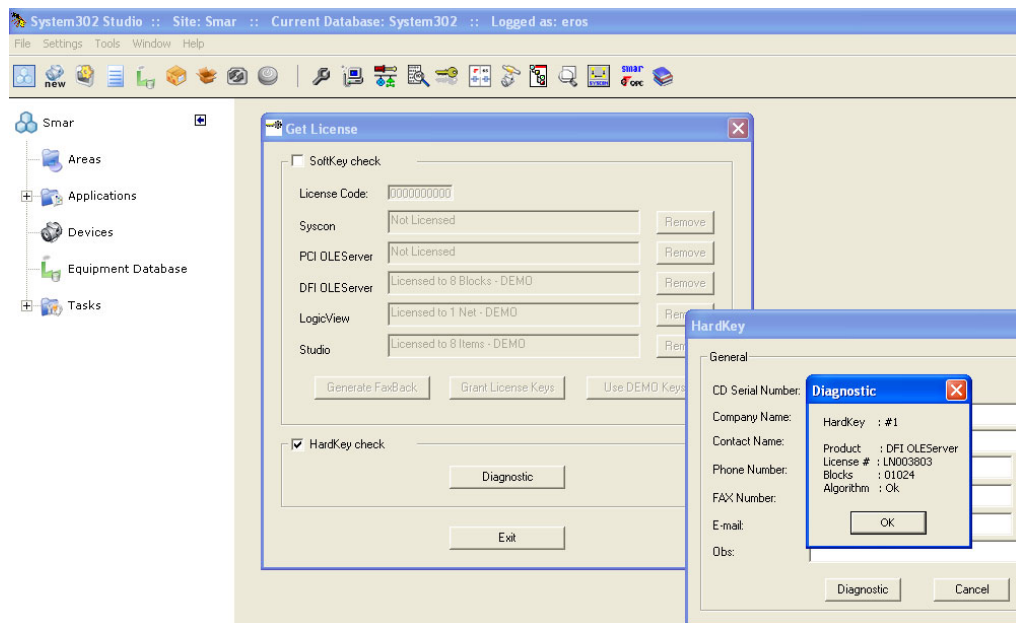 System302 Studio :: Site: Smar :: Current Database: System302 :: Logged as: eros
File Settings Tools Window Help
new
SYSTEM
smar
OPC
Smar
Areas
Applications
Devices
Equipment Database
Tasks
Get License
SoftKey check
License Code: 0000000000
Syscon Not Licensed Remove
PCI OLEServer Not Licensed Remove
DFI OLEServer Licensed to 8 Blocks - DEMO Remove
LogicView Licensed to 1 Net - DEMO Rem
Studio Licensed to 8 Items - DEMO Rem
Generate FaxBack Grant License Keys Use DEMO Keys
HardKey check
Diagnostic
Exit
HardKey
General
CD Serial Number:
Company Name:
Contact Name:
Phone Number:
FAX Number:
E-mail:
Obs:
Diagnostic Cancel
Diagnostic
HardKey : #1
Product : DFI OLEServer
License # : LN003803
Blocks : 01024
Algorithm : Ok
OK